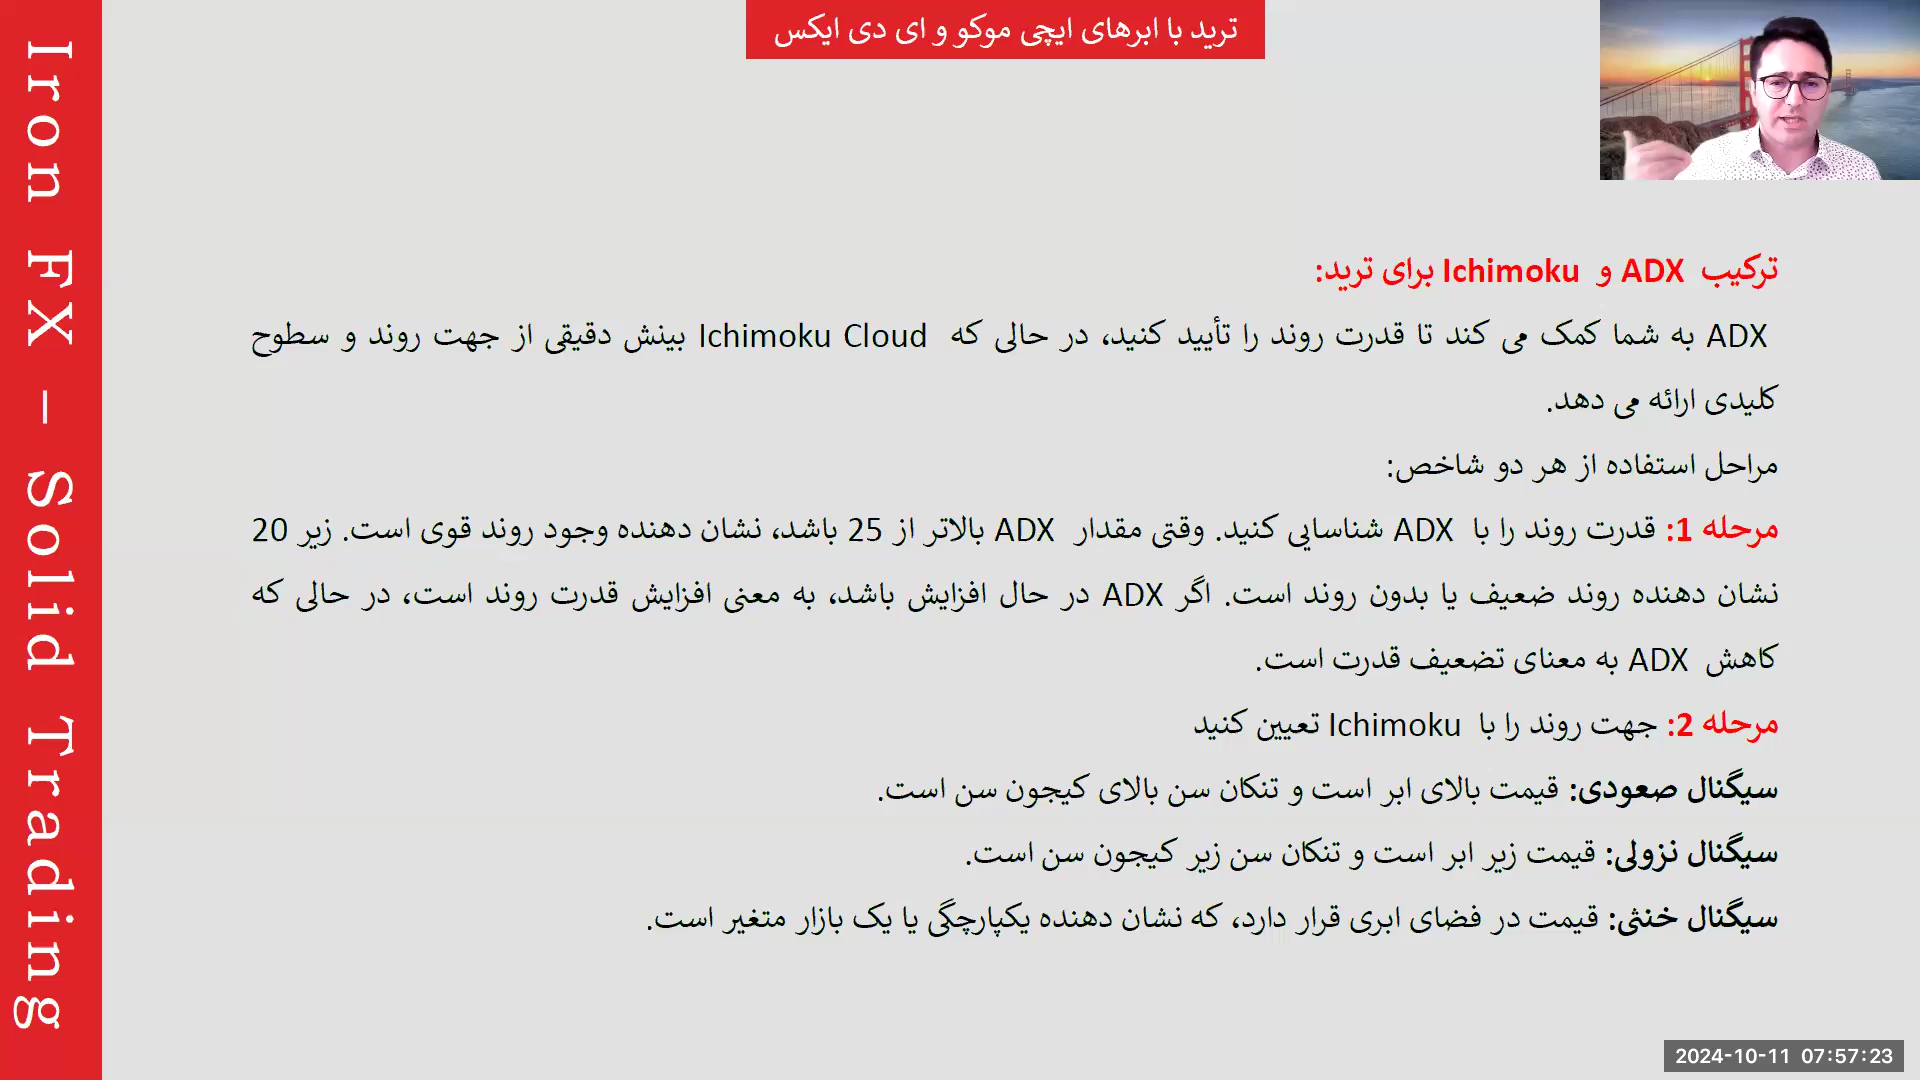 ترید با ابرهای ایچی موکو و ای دی ایکس
Iron FX – Solid Trading
ترکیب ADX و Ichimoku برای ترید:
ADX به شما کمک می کند تا قدرت روند را تأیید کنید، در حالی که Ichimoku Cloud بینش دقیقی از جهت روند و سطوح
کلیدی ارائه می دهد.
مراحل استفاده از هر دو شاخص:
مرحله 1: قدرت روند را با ADX شناسایی کنید. وقتی مقدار ADX بالاتر از 25 باشد، نشان دهنده وجود روند قوی است. زیر 20
نشان دهنده روند ضعیف یا بدون روند است. اگر ADX در حال افزایش باشد، به معنی افزایش قدرت روند است، در حالی که
کاهش ADX به معنای تضعیف قدرت است.
مرحله 2: جهت روند را با Ichimoku تعیین کنید
سیگنال صعودی: قیمت بالای ابر است و تنکان سن بالای کیجون سن است.
سیگنال نزولی: قیمت زیر ابر است و تنکان سن زیر کیجون سن است.
سیگنال خنثی: قیمت در فضای ابری قرار دارد، که نشان دهنده یکپارچگی یا یک بازار متغیر است.
2024-10-11 07:57:23